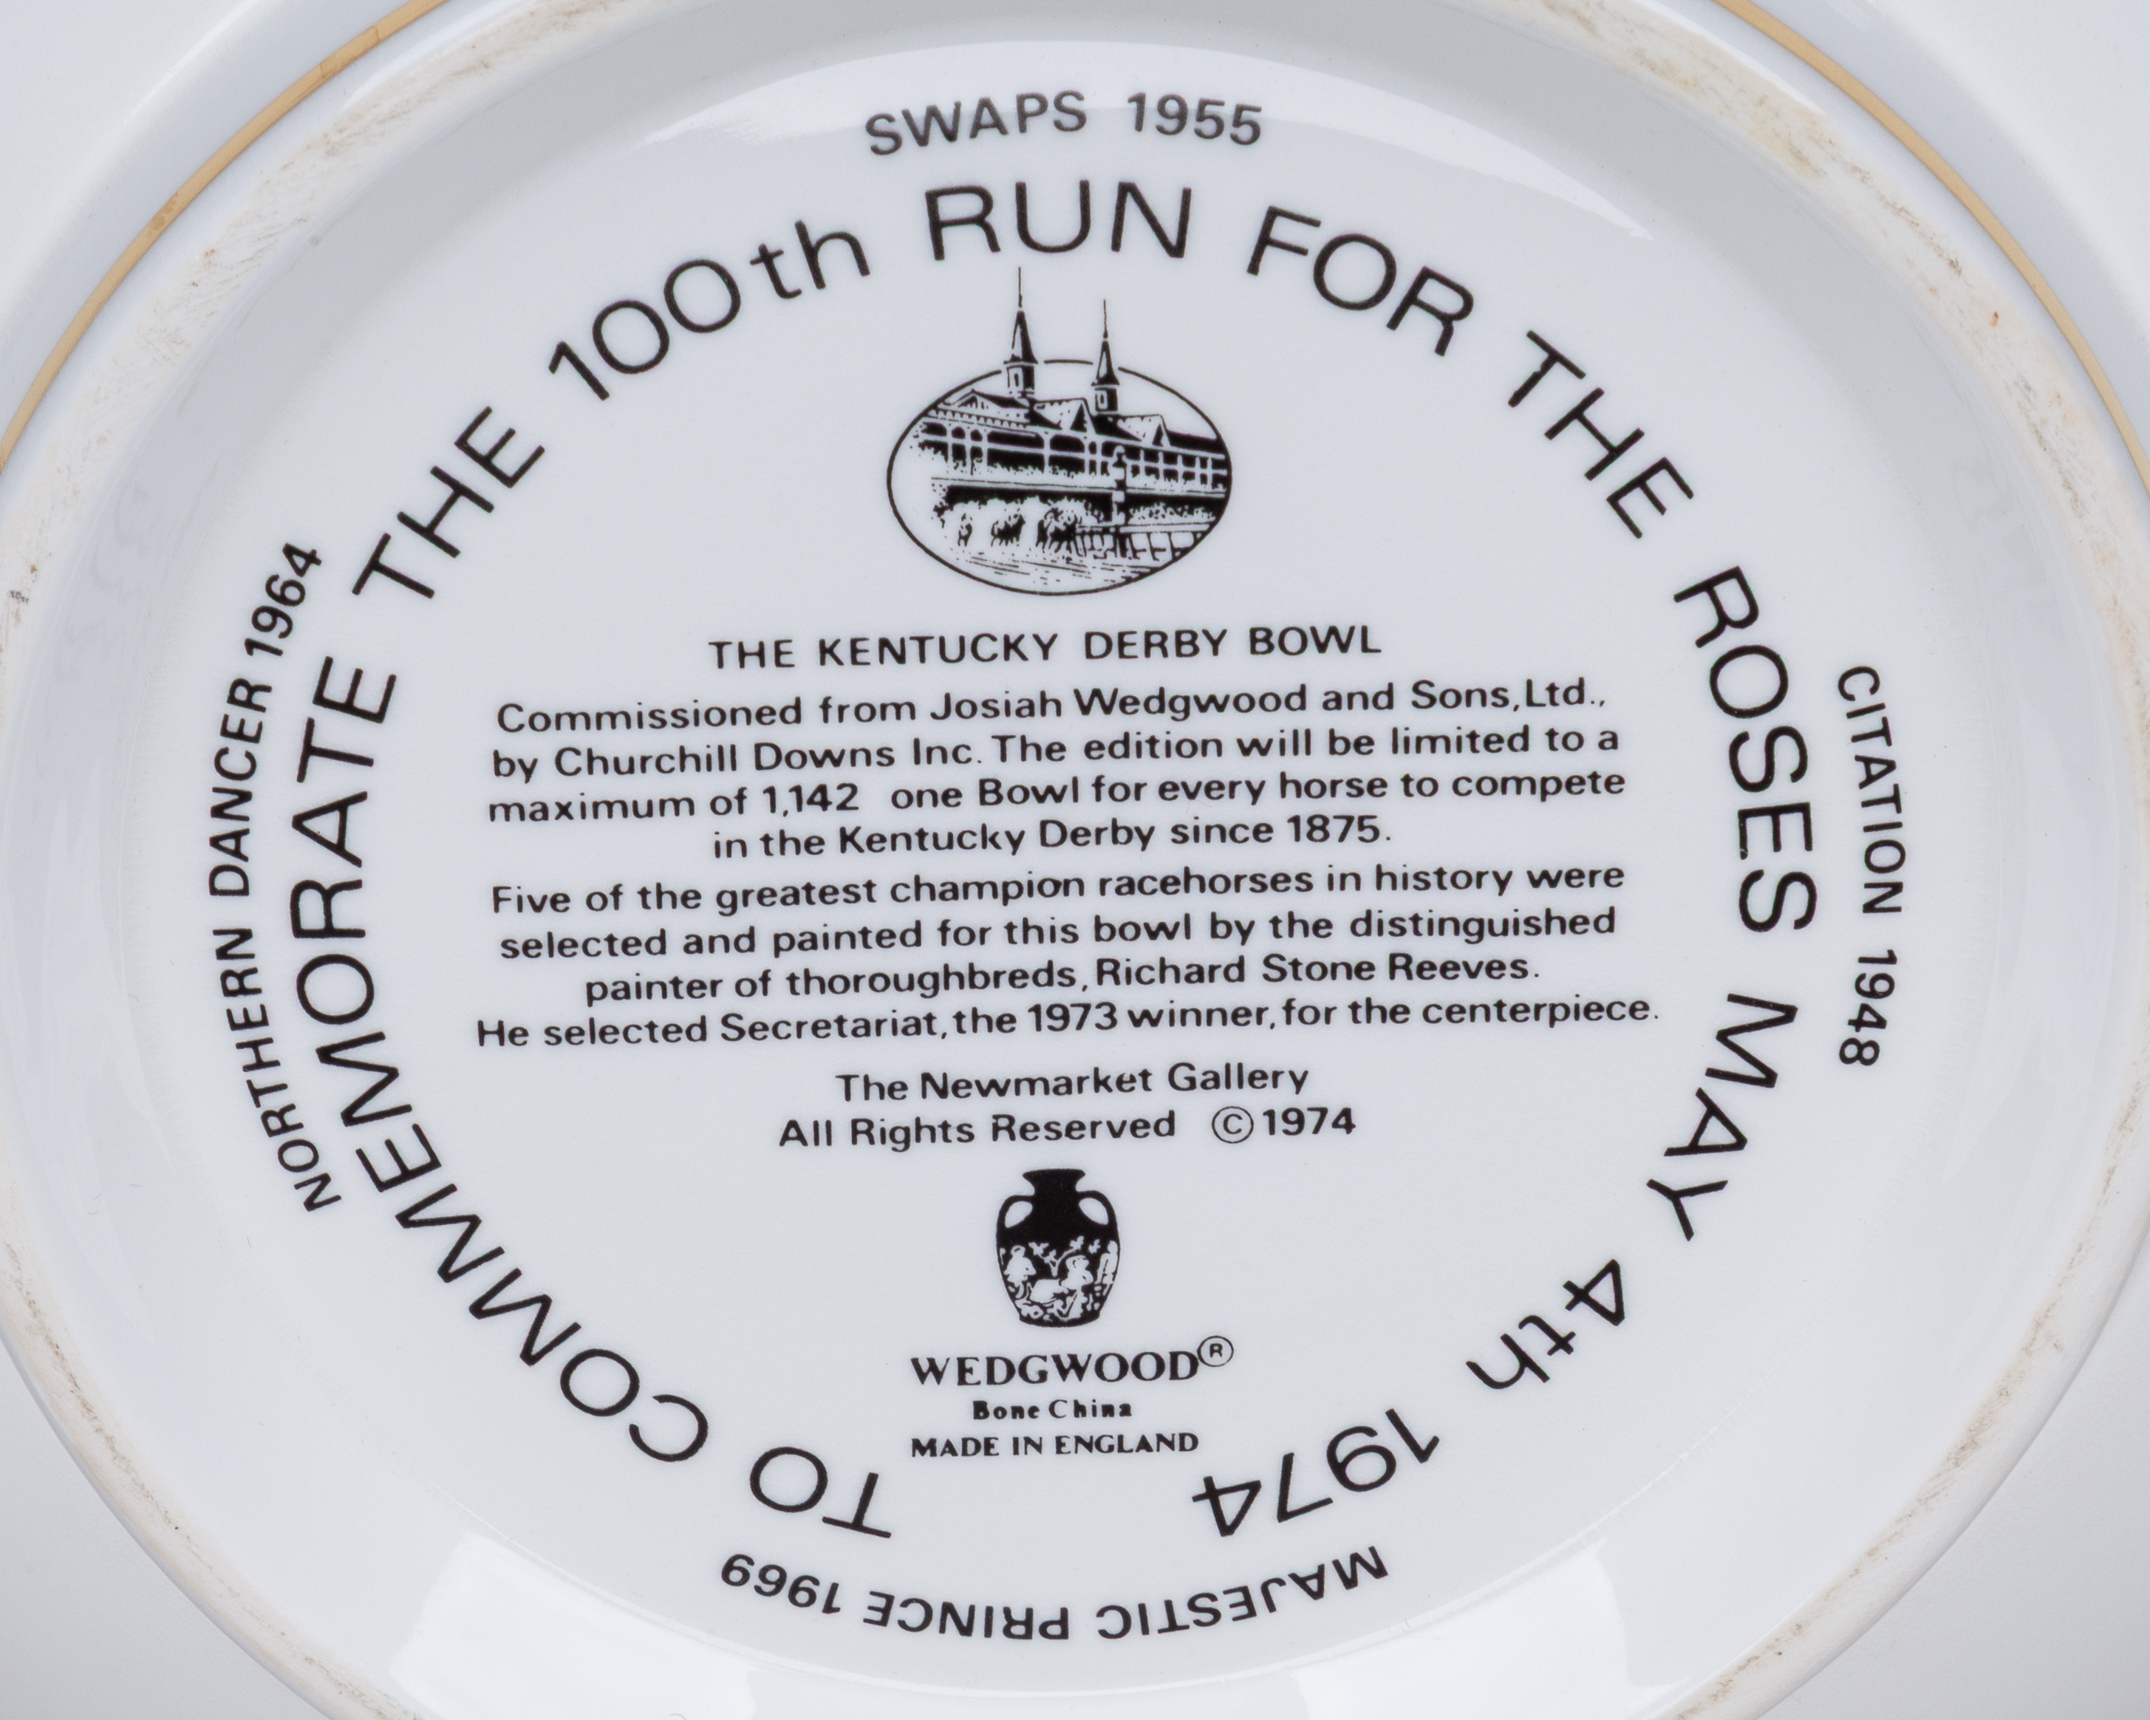 SWAPS 1955
TO COMMEMORATE THE 100th RUN FOR THE ROSES MAY 4th 1974
NORTHERN DANCER 1964
CITATION 1948
THE KENTUCKY DERBY BOWL
Commissioned from Josiah Wedgwood and Sons,Ltd.,
by Churchill Downs Inc. The edition will be limited to a
maximum of 1,142 one Bowl for every horse to compete
in the Kentucky Derby since 1875.
Five of the greatest champion racehorses in history were
selected and painted for this bowl by the distinguished
painter of thoroughbreds, Richard Stone Reeves.
He selected Secretariat, the 1973 winner, for the centerpiece.
The Newmarket Gallery
All Rights Reserved ©1974
WEDGWOOD®
Bone China
MADE IN ENGLAND
MAJESTIC PRINCE 1969